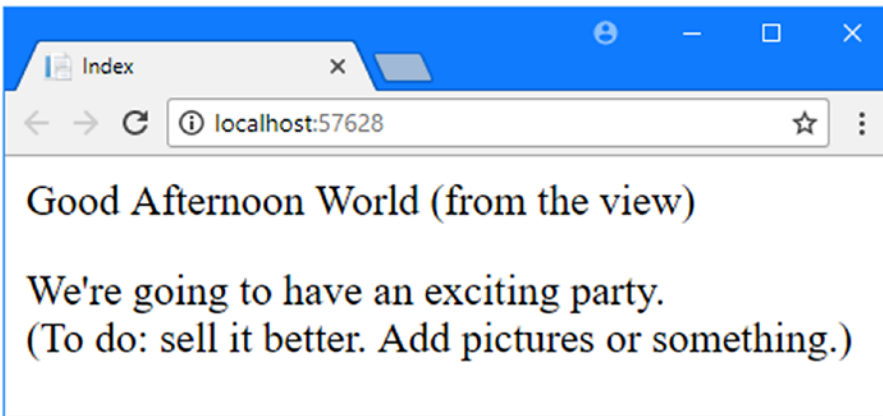 Index
localhost:57628
Good Afternoon World (from the view)
We're going to have an exciting party.
(To do: sell it better. Add pictures or something.)